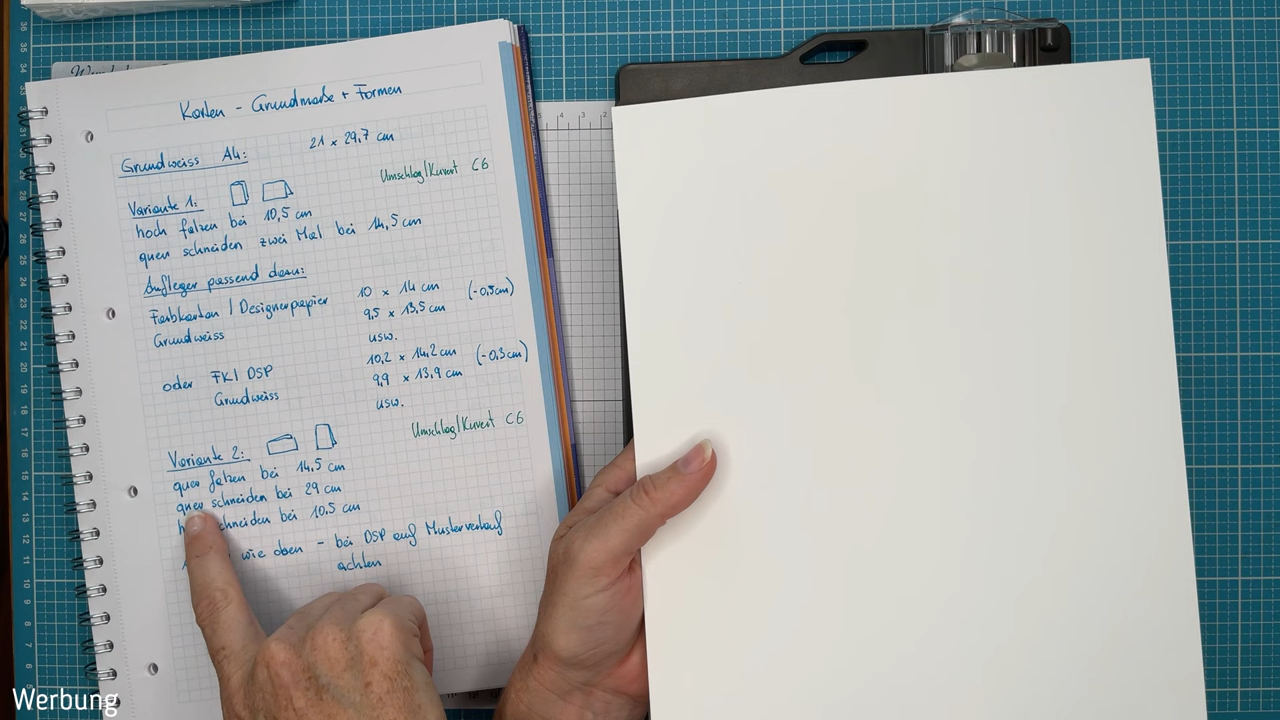 Karten - Grundmaße + Formen
Grundweiss A4: 21 x 29,7 cm
Umschlag/Kuvert C6
Variante 1:
hoch falzen bei 10,5 cm
quer schneiden zwei Mal bei 14,5 cm
Aufleger passend dazu:
Farbkarton / Designerpapier 10 x 14 cm (-0,5cm)
Grundweiss 9,5 x 13,5 cm
usw.
oder FK/ DSP 10,2 x 14,2 cm (-0,3cm)
Grundweiss 9,9 x 13,9 cm
usw.
Umschlag/Kuvert C6
Variante 2:
quer falzen bei 14,5 cm
quer schneiden bei 29 cm
schneiden bei 10,5 cm
wie oben - bei DSP auf Musterverlauf
achten
Werbung